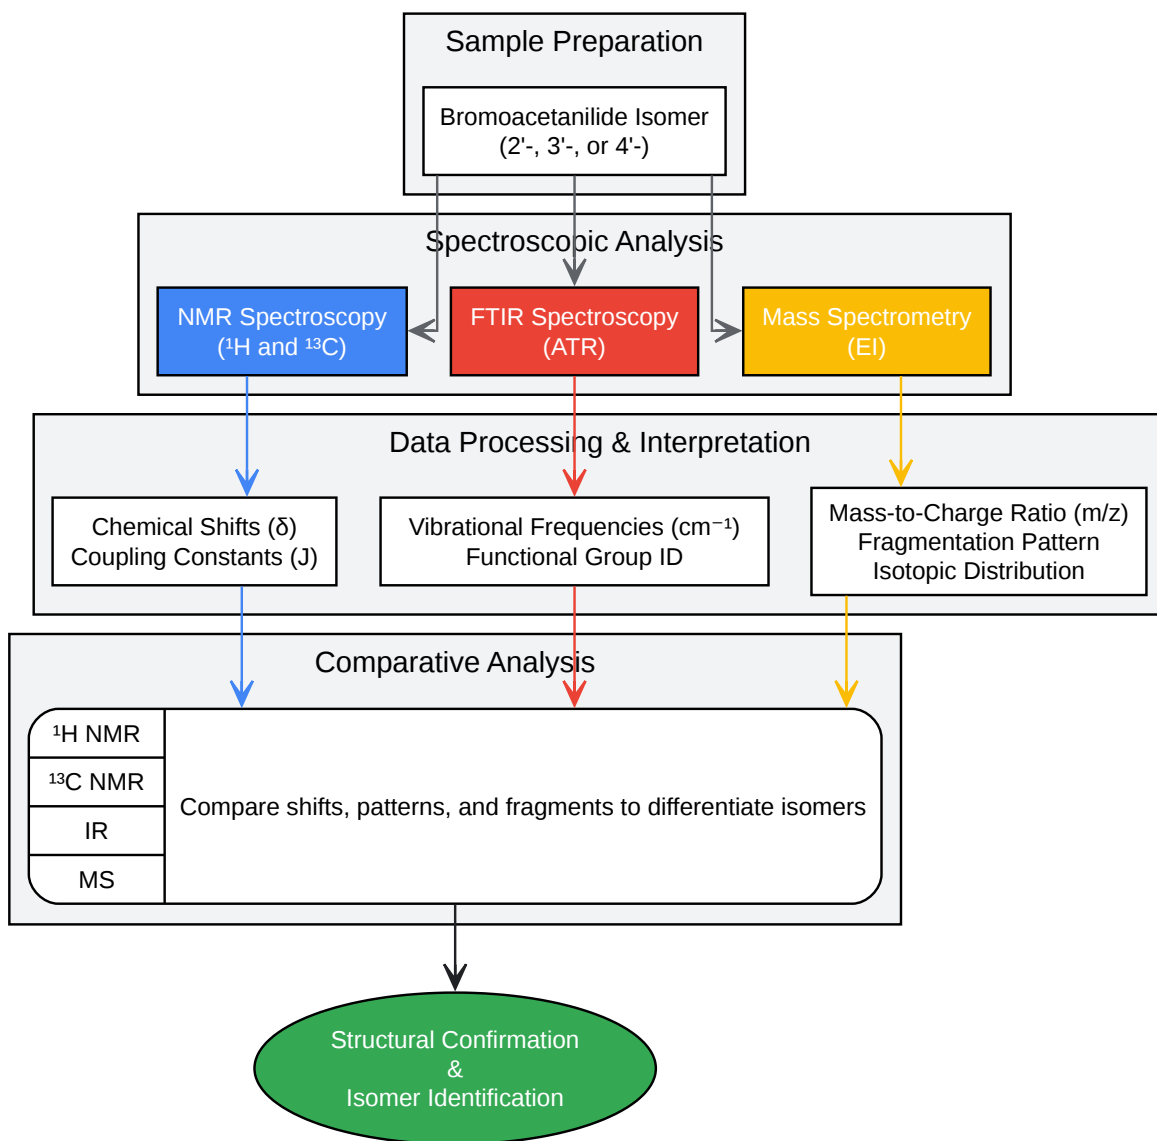 Sample Preparation
Bromoacetanilide Isomer
(2'-, 3'-, or 4'-)
Spectroscopic Analysis
NMR Spectroscopy
(¹H and ¹³C)
FTIR Spectroscopy
(ATR)
Mass Spectrometry
(EI)
Data Processing & Interpretation
Chemical Shifts (δ)
Coupling Constants (J)
Vibrational Frequencies (cm⁻¹)
Functional Group ID
Mass-to-Charge Ratio (m/z)
Fragmentation Pattern
Isotopic Distribution
Comparative Analysis
¹H NMR
¹³C NMR
IR
MS
Compare shifts, patterns, and fragments to differentiate isomers
Structural Confirmation
&
Isomer Identification